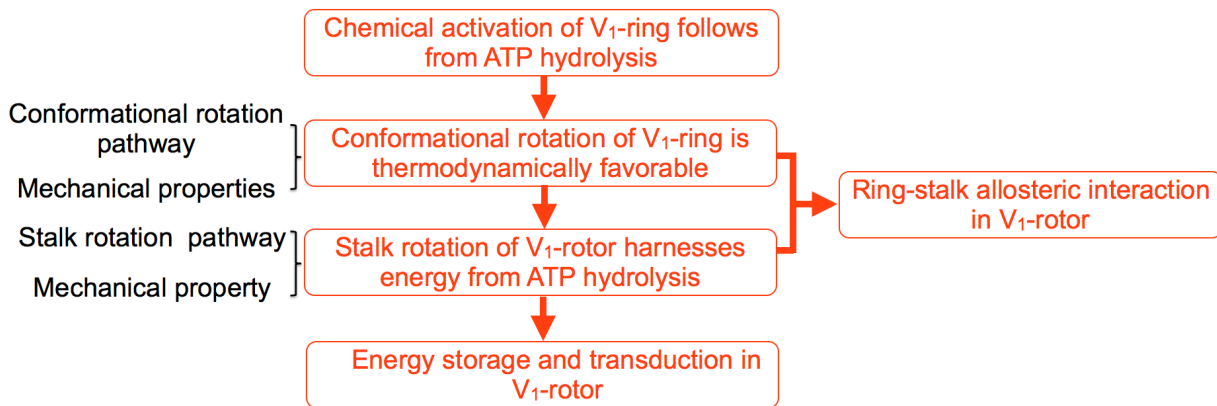 Chemical activation of V₁-ring follows
from ATP hydrolysis
Conformational rotation
pathway
Mechanical properties
Conformational rotation of V₁-ring is
thermodynamically favorable
Ring-stalk allosteric interaction
in V₁-rotor
Stalk rotation pathway
Mechanical property
Stalk rotation of V₁-rotor harnesses
energy from ATP hydrolysis
Energy storage and transduction in
V₁-rotor